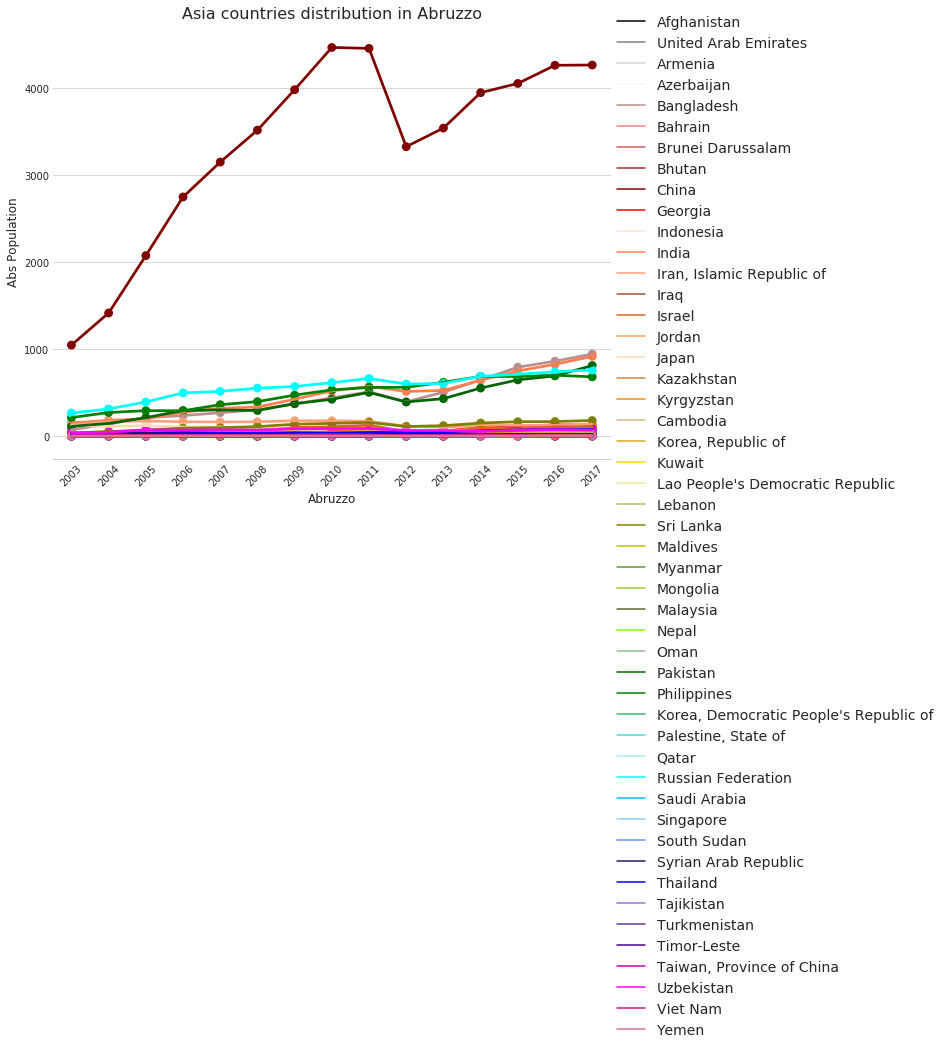 Asia countries distribution in Abruzzo
Abs Population
4000
3000
2000
1000
0
2003
2004
2005
2006
2007
2008
2009
2010
2011
2012
2013
2014
2015
2016
2017
Abruzzo
Afghanistan
United Arab Emirates
Armenia
Azerbaijan
Bangladesh
Bahrain
Brunei Darussalam
Bhutan
China
Georgia
Indonesia
India
Iran, Islamic Republic of
Iraq
Israel
Jordan
Japan
Kazakhstan
Kyrgyzstan
Cambodia
Korea, Republic of
Kuwait
Lao People's Democratic Republic
Lebanon
Sri Lanka
Maldives
Myanmar
Mongolia
Malaysia
Nepal
Oman
Pakistan
Philippines
Korea, Democratic People's Republic of
Palestine, State of
Qatar
Russian Federation
Saudi Arabia
Singapore
South Sudan
Syrian Arab Republic
Thailand
Tajikistan
Turkmenistan
Timor-Leste
Taiwan, Province of China
Uzbekistan
Viet Nam
Yemen